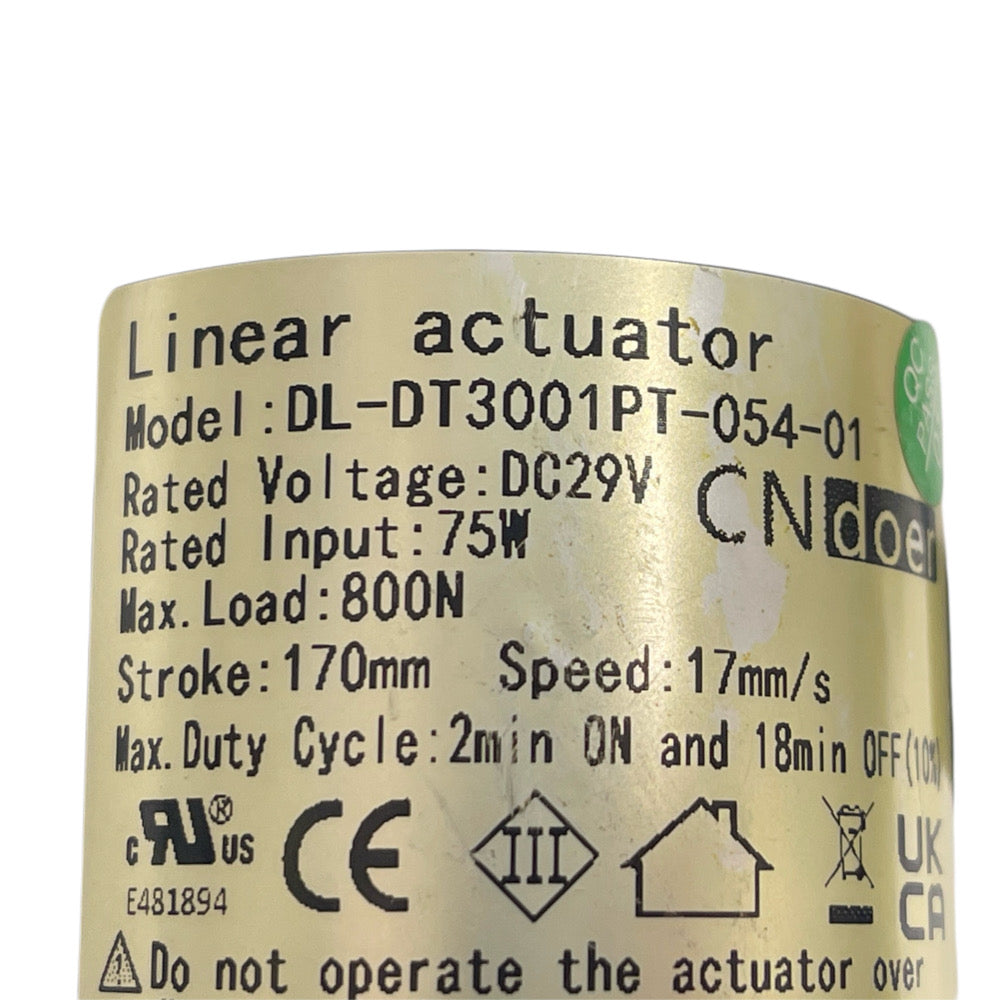 Linear actuator
Model:DL-DT3001PT-054-01
Rated Voltage:DC29V
CNdoer
Rated Input:75W
Max.Load:800N
Stroke:170mm Speed:17mm/s
Max.Duty Cycle:2min ON and 18min OFF(10%)
c RU ® US
E481894
CE
III
UK
CA
Do not operate the actuator over